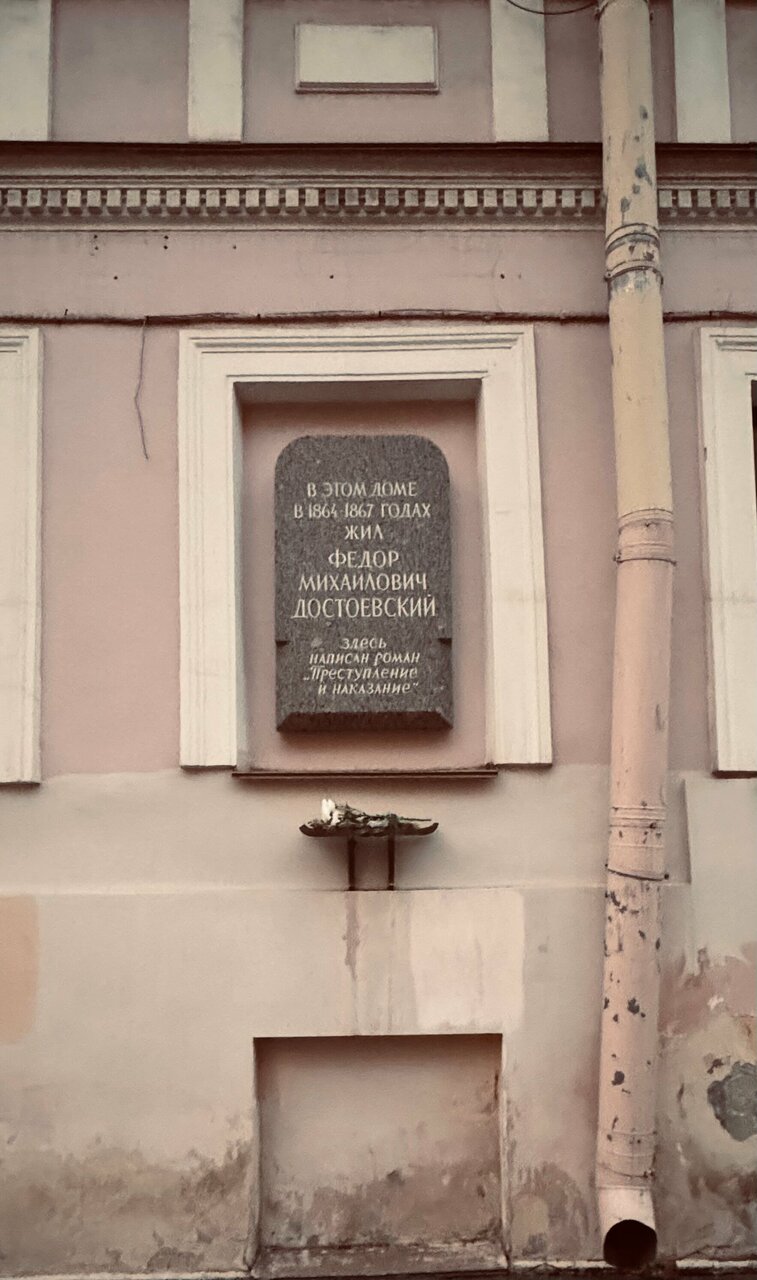 В ЭТОМ ДОМЕ
В 1864-1867 ГОДАХ
ЖИЛ
ФЕДОР
МИХАЙЛОВИЧ
ДОСТОЕВСКИЙ
ЗДЕСЬ
НАПИСАН РОМАН
„Преступление
и НАКАЗАНИЕ"